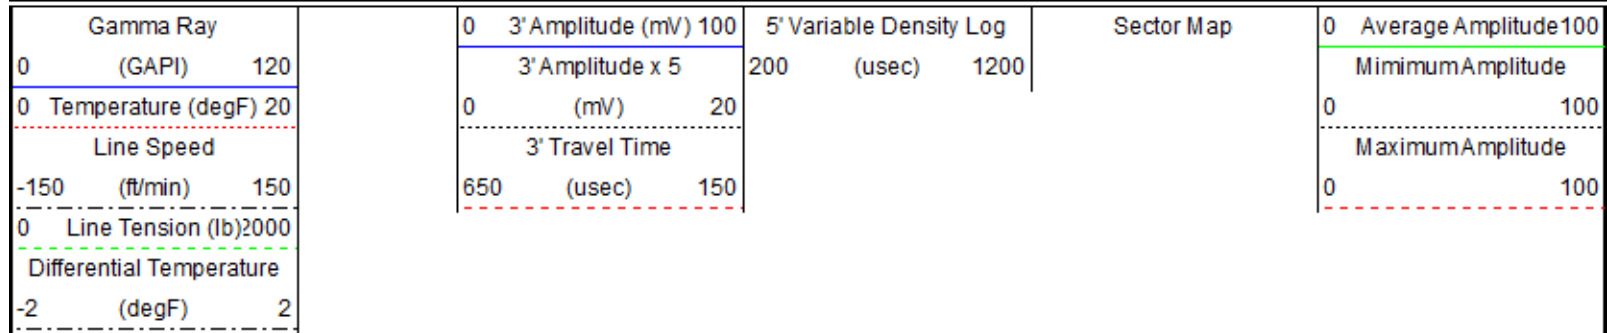 Gamma Ray
0 (GAPI) 120
0 Temperature (degF) 20
Line Speed
-150 (ft/min) 150
0 Line Tension (lb) 2000
Differential Temperature
-2 (degF) 2
0 3' Amplitude (mV) 100
3' Amplitude x 5
0 (mV) 20
3' Travel Time
650 (usec) 150
5' Variable Density Log
200 (usec) 1200
Sector Map
0 Average Amplitude 100
Mimimum Amplitude
0 100
Maximum Amplitude
0 100